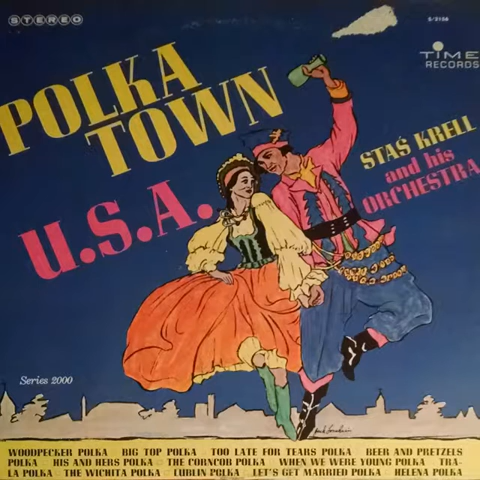 STEREO
S/2106
TIME
RECORDS
POLKA
TOWN
U.S.A.
STAŚ KRELL
and his
ORCHESTRA
Series 2000
WOODPECKER POLKA BIG TOP POLKA TOO LATE FOR TEARS POLKA BEER AND PRETZELS
POLKA HIS AND HERS POLKA THE CORNCOB POLKA WHEN WE WERE YOUNG POLKA TRA-
LA POLKA THE WICHITA POLKA LUBLIN POLKA LET'S GET MARRIED POLKA HELENA POLKA